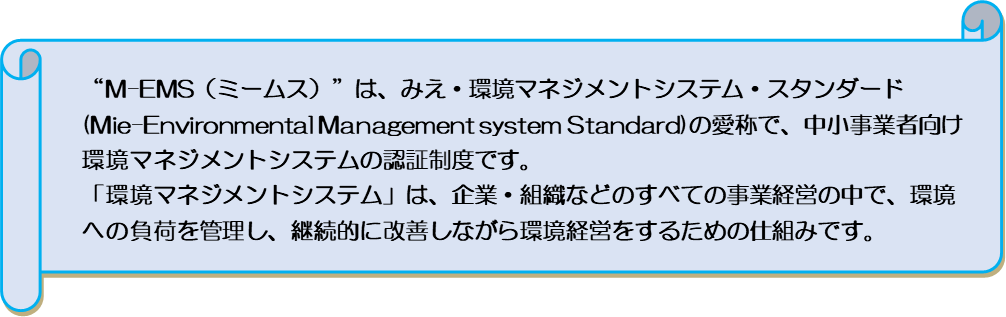 “M-EMS（ミームス）”は、みえ・環境マネジメントシステム・スタンダード
(Mie-Environmental Management system Standard)の愛称で、中小事業者向け
環境マネジメントシステムの認証制度です。
「環境マネジメントシステム」は、企業・組織などのすべての事業経営の中で、環境
への負荷を管理し、継続的に改善しながら環境経営をするための仕組みです。